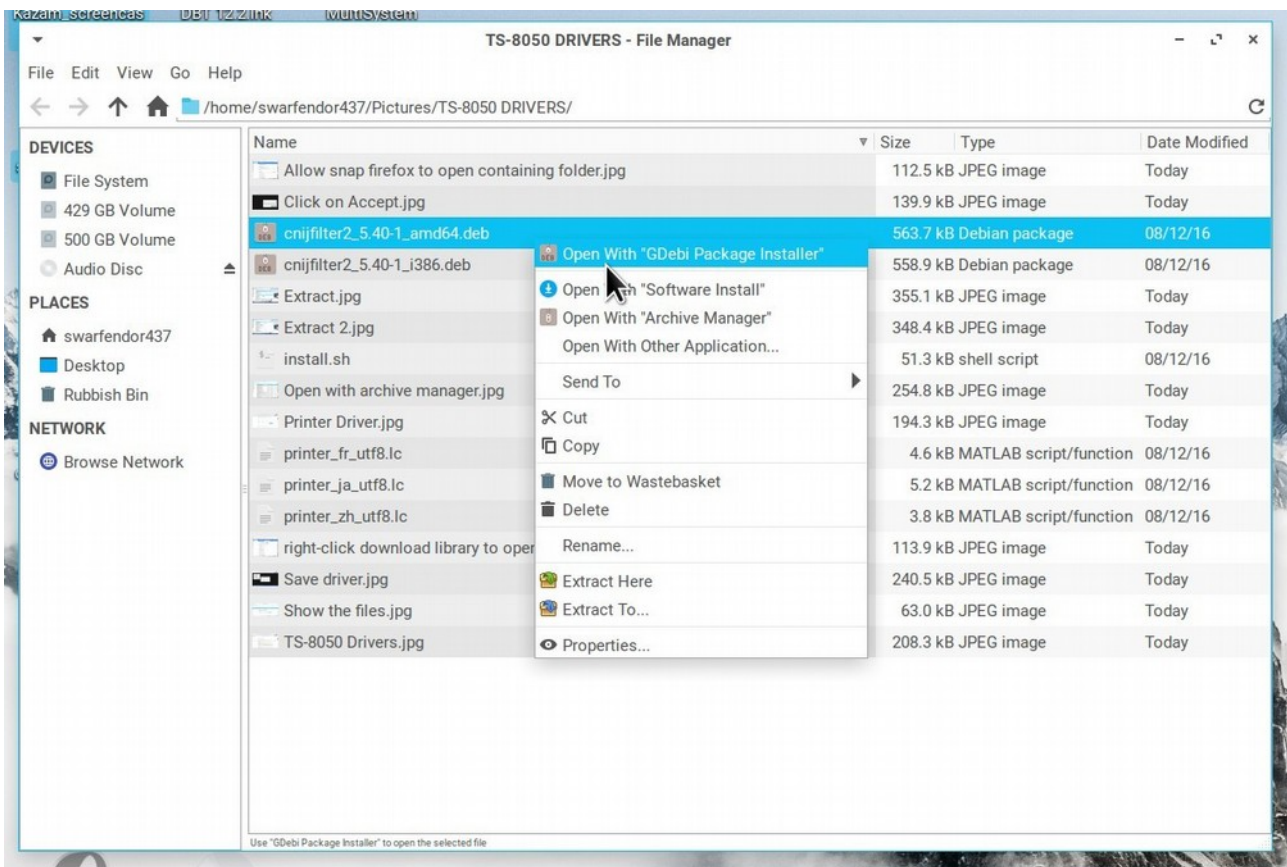 Kazam_screencas DBT 12.2 link MultiSystem
TS-8050 DRIVERS - File Manager
File Edit View Go Help
/home/swarfendor437/Pictures/TS-8050 DRIVERS/
DEVICES
File System
429 GB Volume
500 GB Volume
Audio Disc
PLACES
swarfendor437
Desktop
Rubbish Bin
NETWORK
Browse Network
Name Size Type Date Modified
Allow snap firefox to open containing folder.jpg 112.5 kB JPEG image Today
Click on Accept.jpg 139.9 kB JPEG image Today
cnijfilter2_5.40-1_amd64.deb 563.7 kB Debian package 08/12/16
cnijfilter2_5.40-1_i386.deb 558.9 kB Debian package 08/12/16
Extract.jpg 355.1 kB JPEG image Today
Extract 2.jpg 348.4 kB JPEG image Today
install.sh 51.3 kB shell script 08/12/16
Open with archive manager.jpg 254.8 kB JPEG image Today
Printer Driver.jpg 194.3 kB JPEG image Today
printer_fr_utf8.lc 4.6 kB MATLAB script/function 08/12/16
printer_ja_utf8.lc 5.2 kB MATLAB script/function 08/12/16
printer_zh_utf8.lc 3.8 kB MATLAB script/function 08/12/16
right-click download library to oper 113.9 kB JPEG image Today
Save driver.jpg 240.5 kB JPEG image Today
Show the files.jpg 63.0 kB JPEG image Today
TS-8050 Drivers.jpg 208.3 kB JPEG image Today
Open With "GDebi Package Installer"
Open With "Software Install"
Open With "Archive Manager"
Open With Other Application...
Send To
Cut
Copy
Move to Wastebasket
Delete
Rename...
Extract Here
Extract To...
Properties...
Use "GDebi Package Installer" to open the selected file